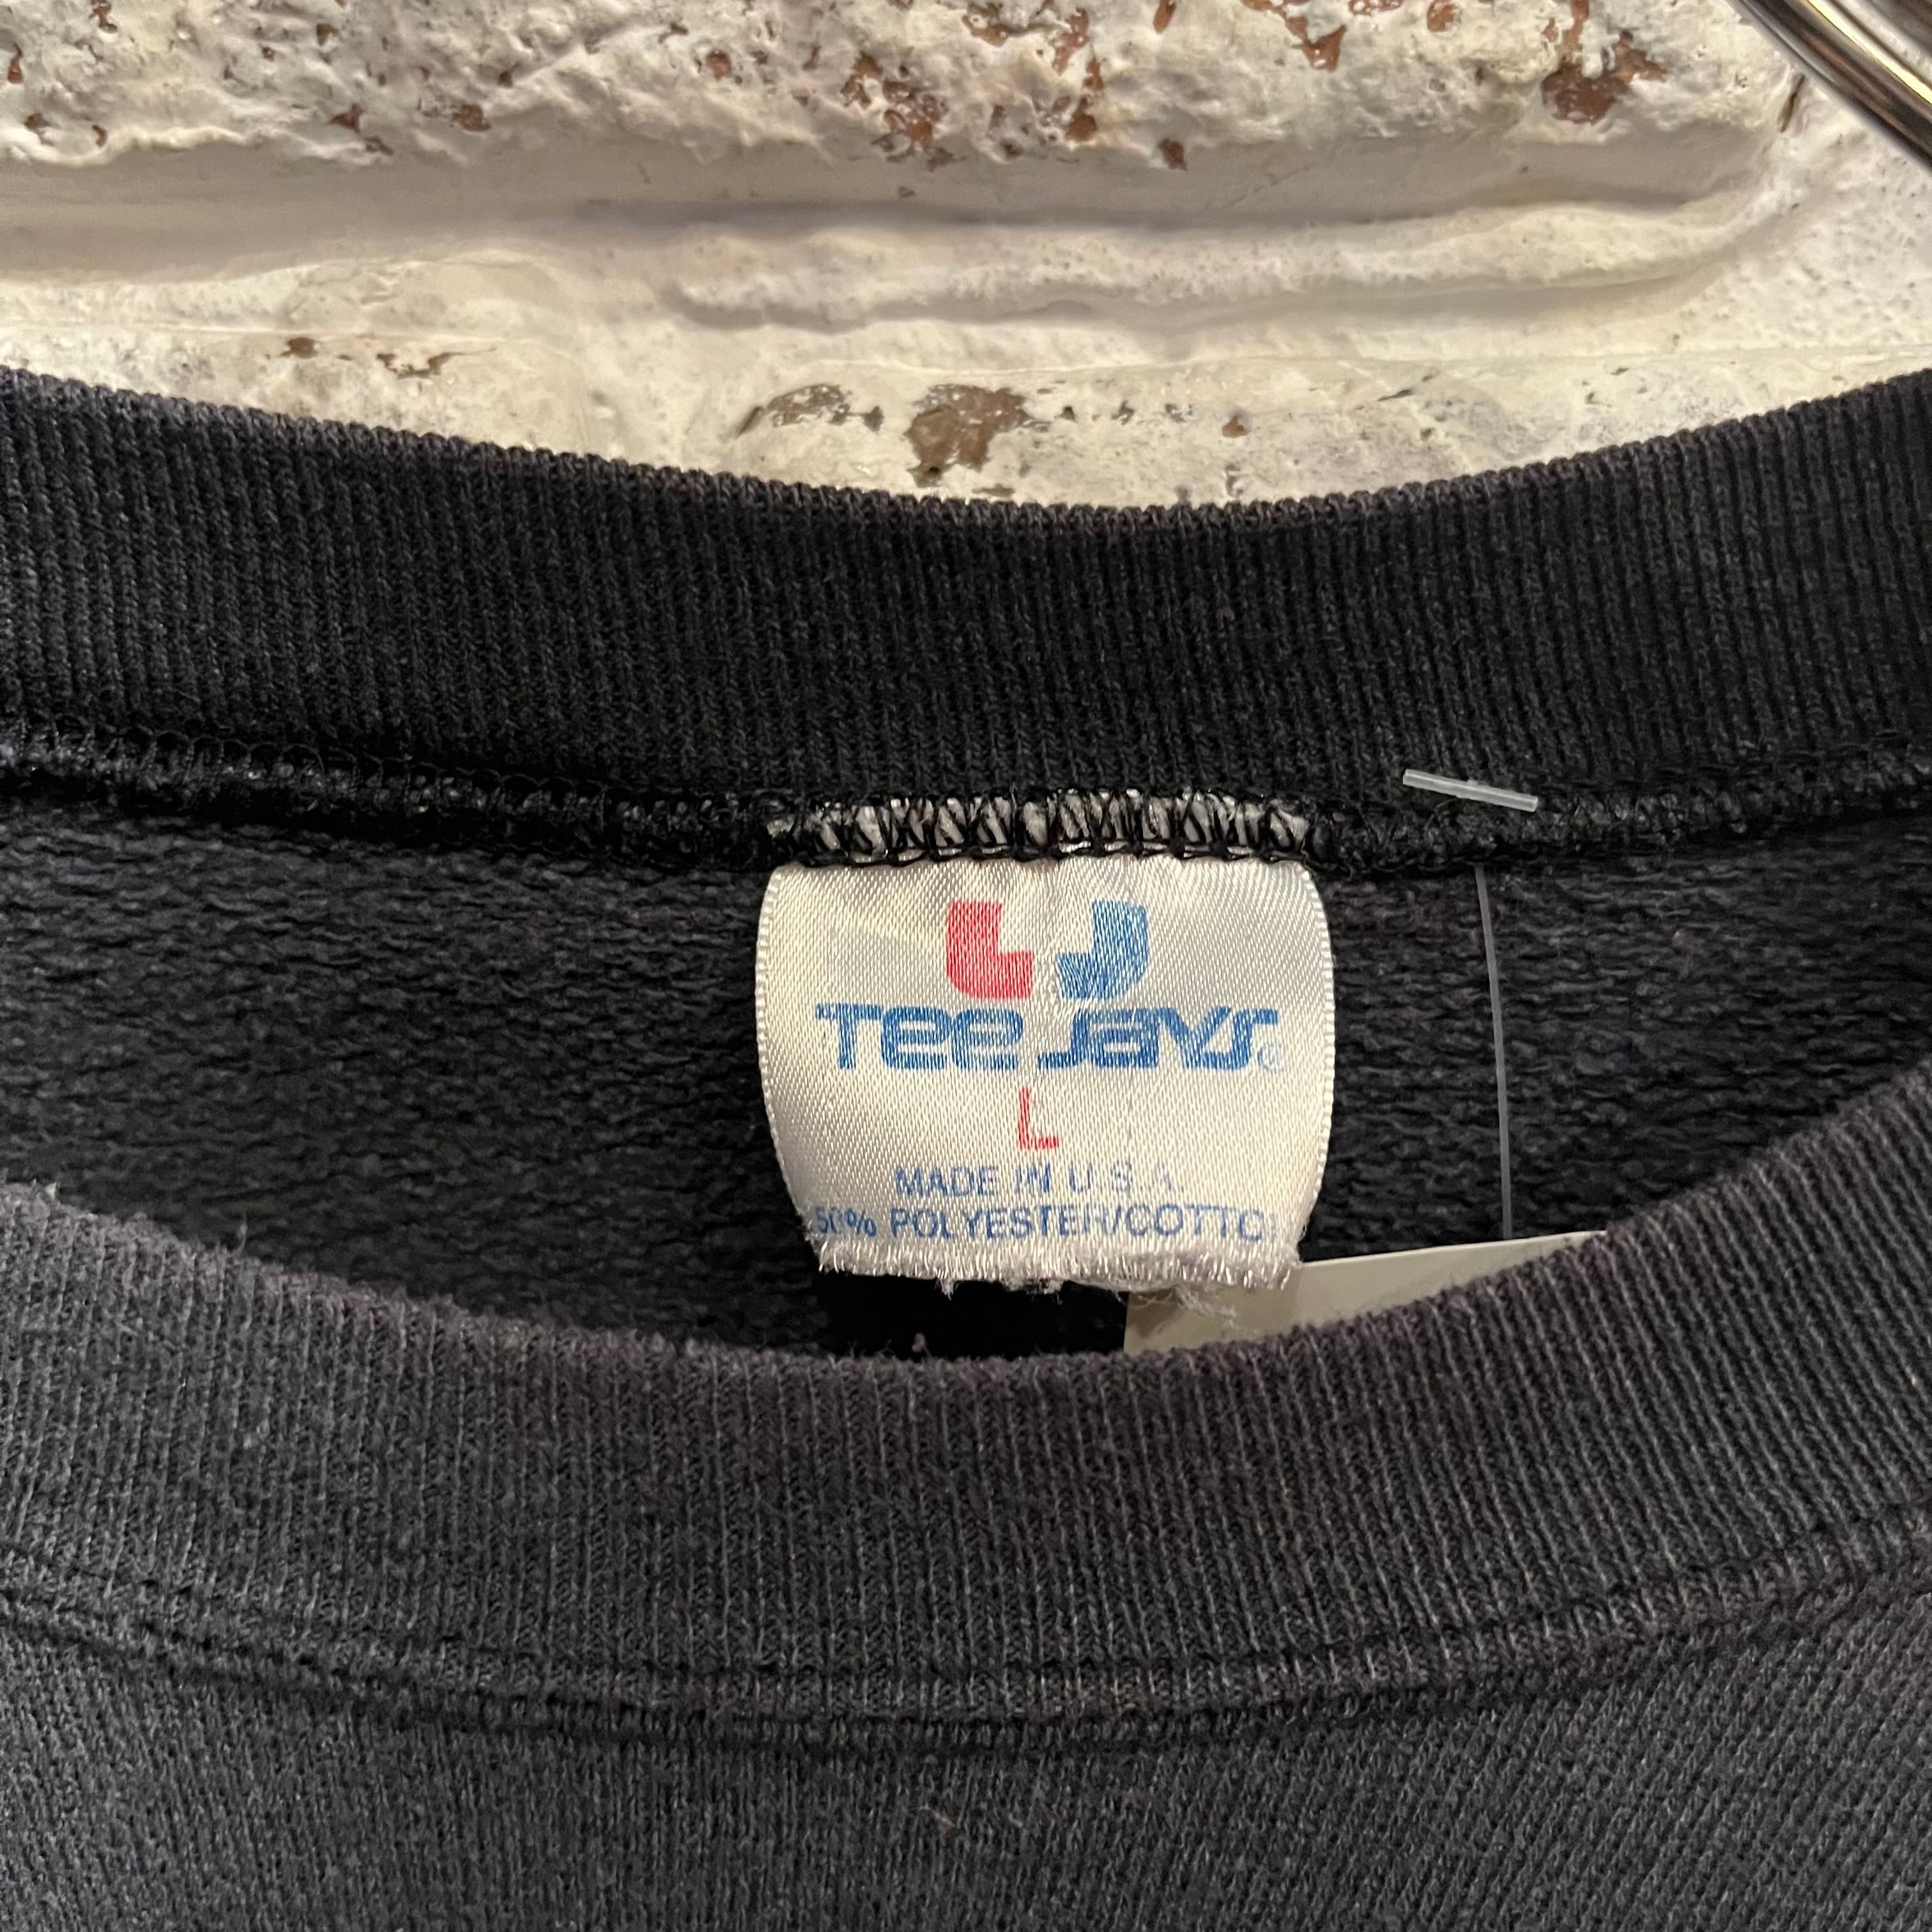 Tee Jays®
L
MADE IN U.S.A.
50% POLYESTER/COTTO